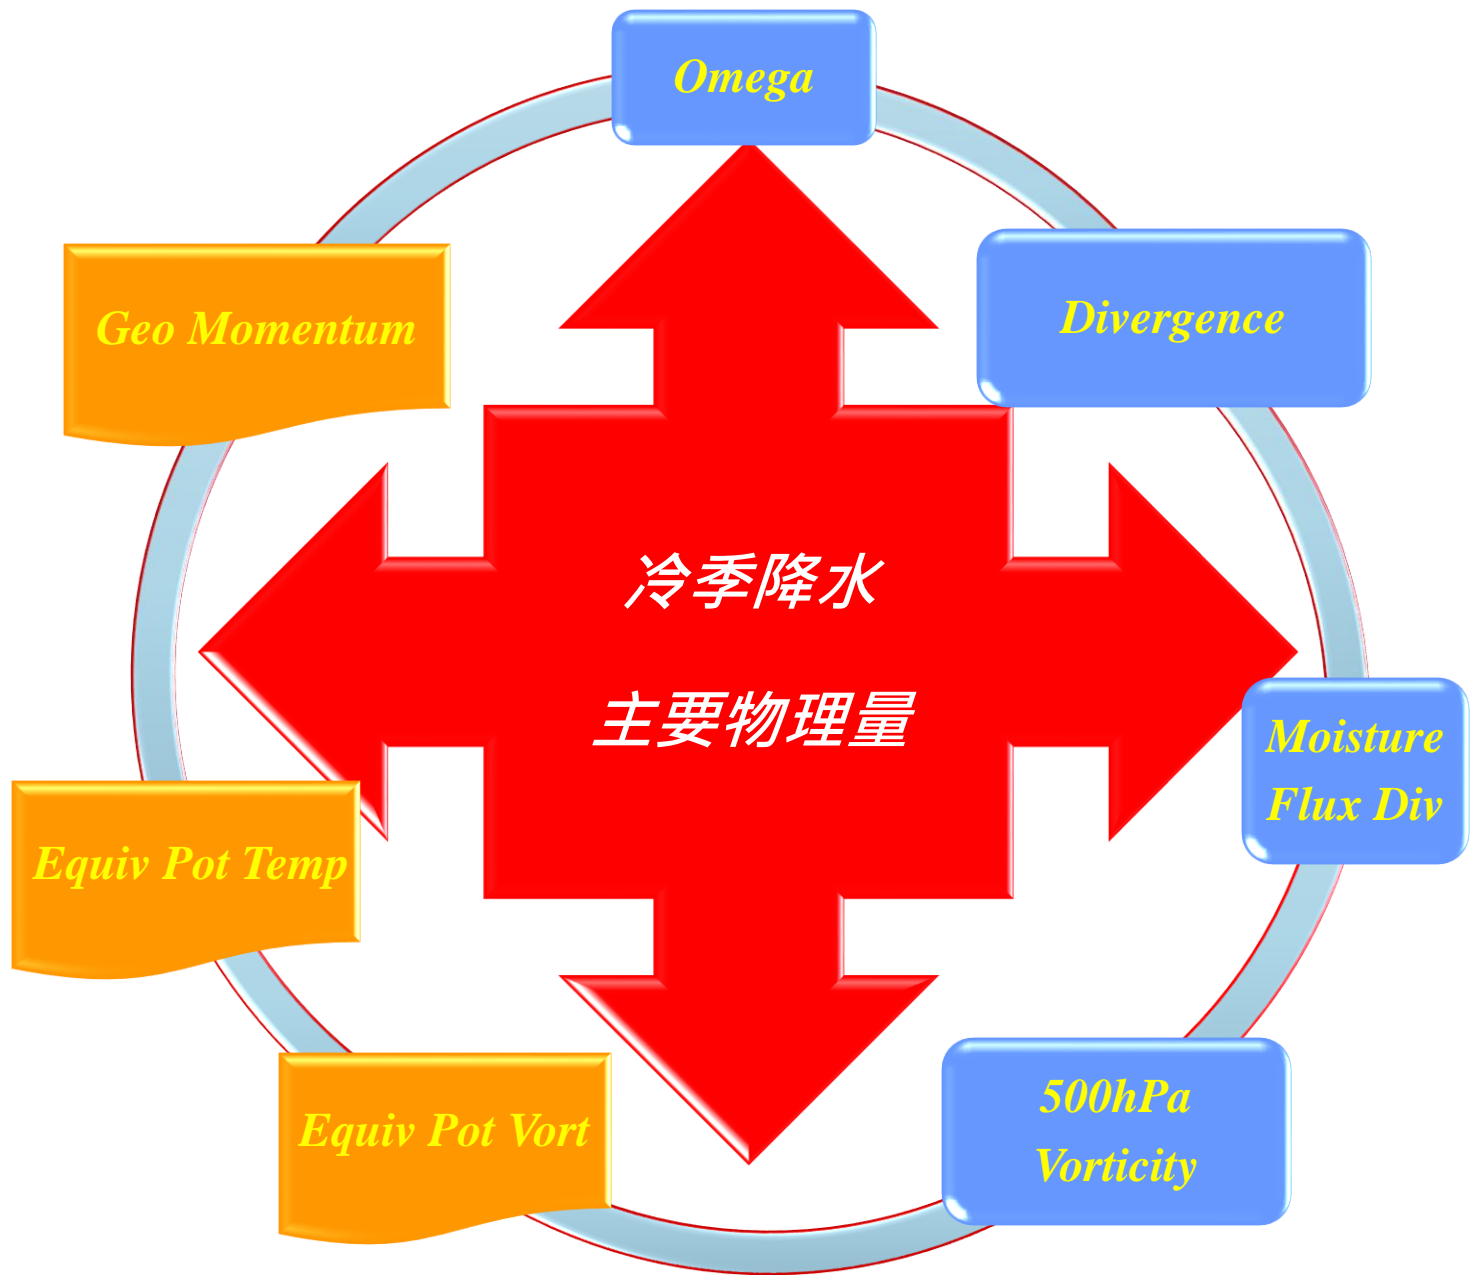 Omega
Geo Momentum
Divergence
冷季降水
主要物理量
Moisture
Flux Div
Equiv Pot Temp
500hPa
Vorticity
Equiv Pot Vort